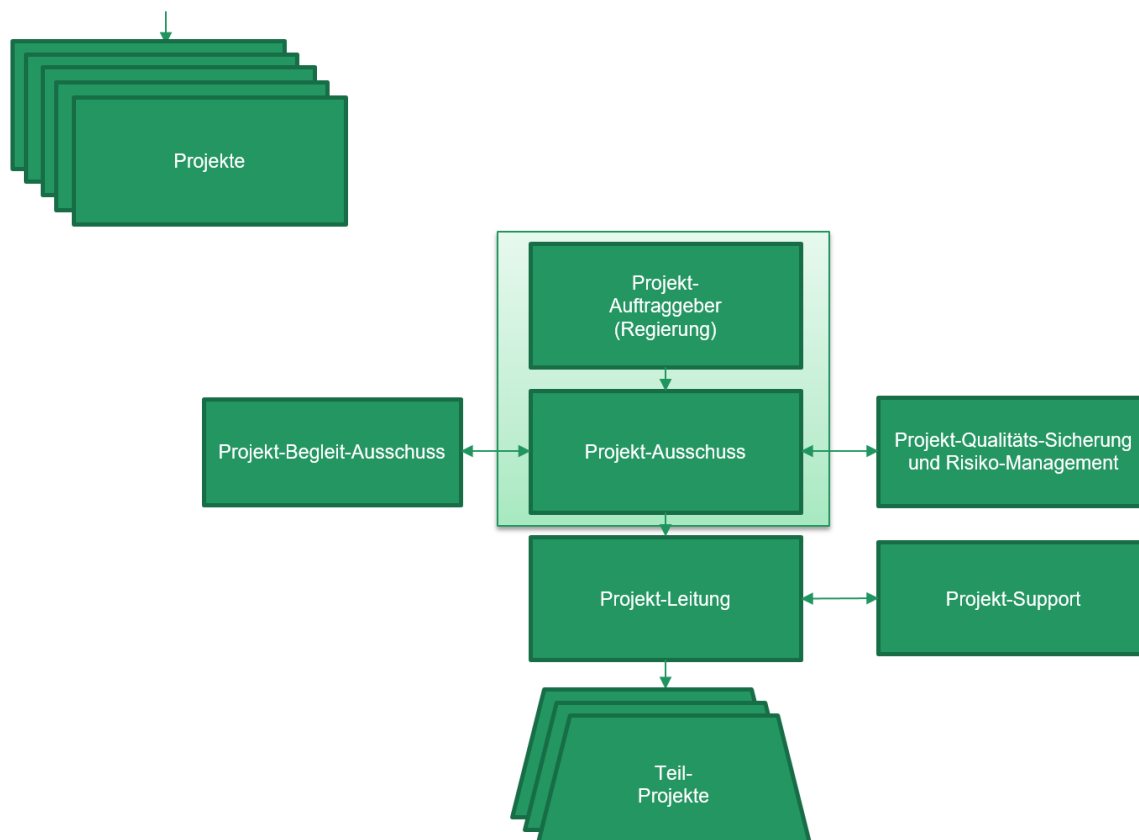 Projekte
Projekt-
Auftraggeber
(Regierung)
Projekt-Begleit-Ausschuss
Projekt-Ausschuss
Projekt-Qualitäts-Sicherung
und Risiko-Management
Projekt-Leitung
Projekt-Support
Teil-
Projekte